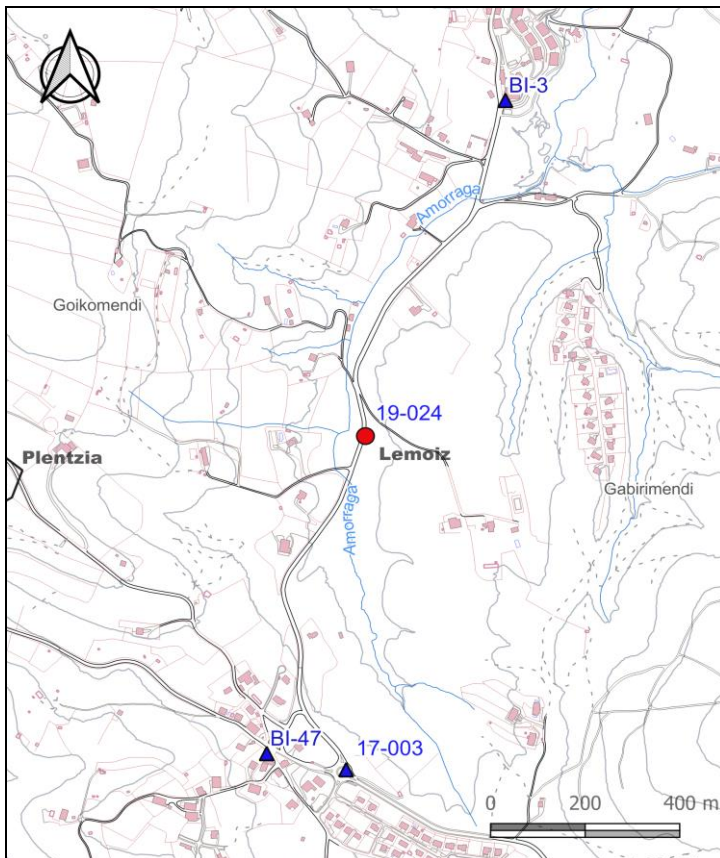 BI-3
Amorraga
Goikomendi
19-024
Plentzia
Lemoiz
Gabirimendi
Amorraga
BI-47
17-003
0 200 400 m